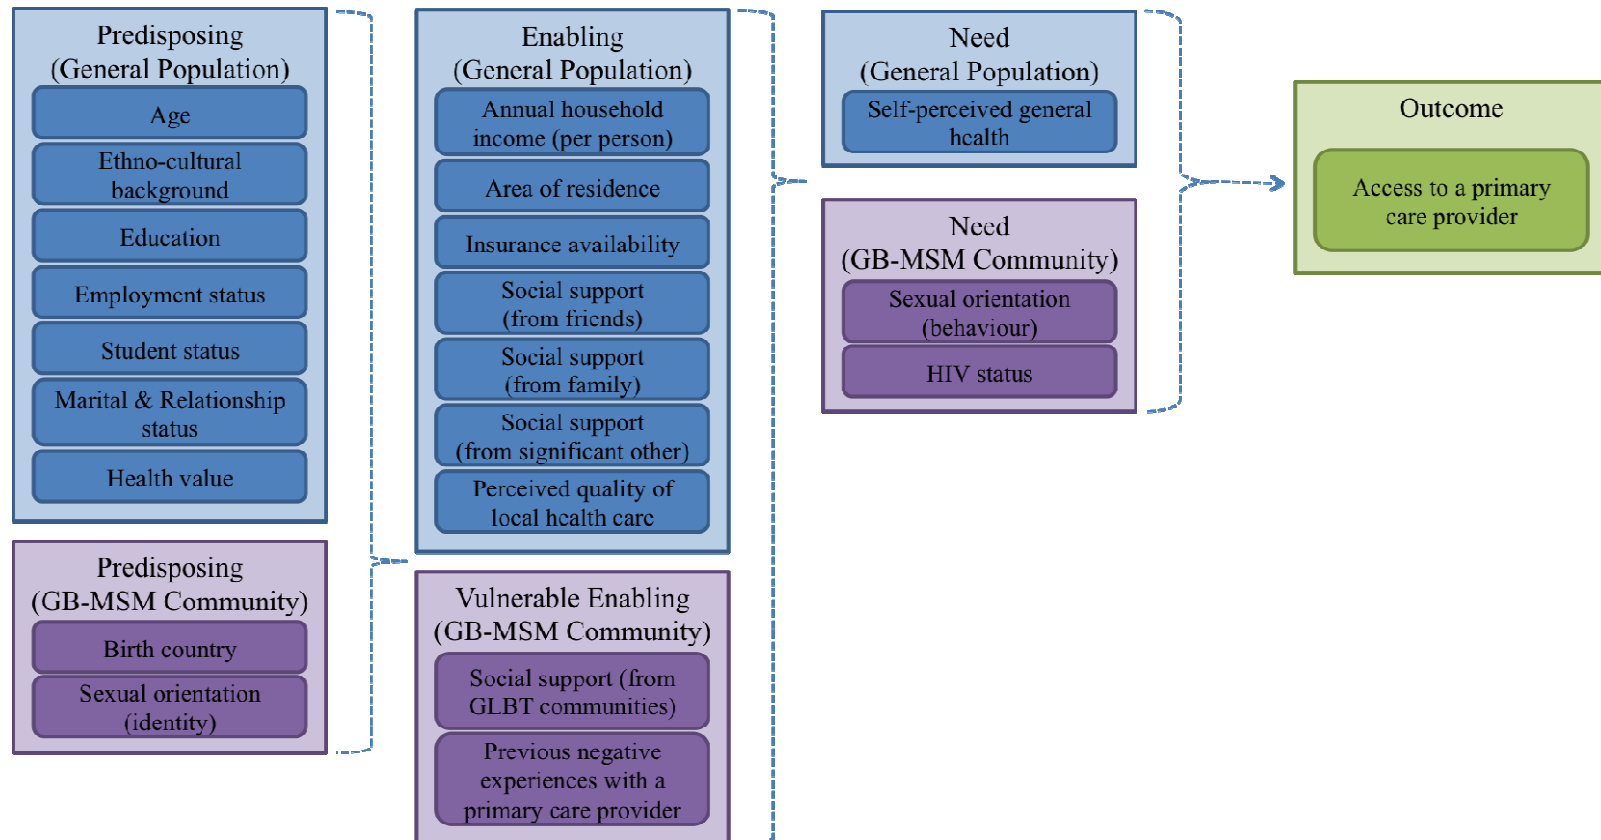 Predisposing
(General Population)
Age
Ethno-cultural
background
Education
Employment status
Student status
Marital & Relationship
status
Health value
Predisposing
(GB-MSM Community)
Birth country
Sexual orientation
(identity)
Enabling
(General Population)
Annual household
income (per person)
Area of residence
Insurance availability
Social support
(from friends)
Social support
(from family)
Social support
(from significant other)
Perceived quality of
local health care
Vulnerable Enabling
(GB-MSM Community)
Social support (from
GLBT communities)
Previous negative
experiences with a
primary care provider
Need
(General Population)
Self-perceived general
health
Need
(GB-MSM Community)
Sexual orientation
(behaviour)
HIV status
Outcome
Access to a primary
care provider